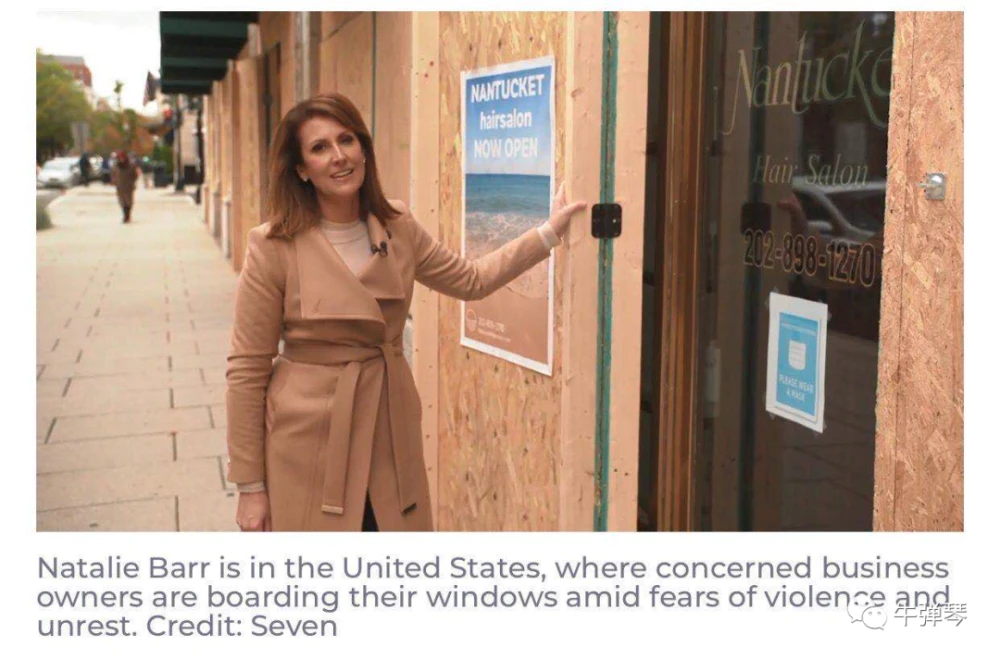 NANTUCKET
hairsalon
NOW OPEN
Nantucke
Hair Salon
202-898-1270
PLEASE WEAR
A MASK
Natalie Barr is in the United States, where concerned business
owners are boarding their windows amid fears of violence and
unrest. Credit: Seven
牛弹琴